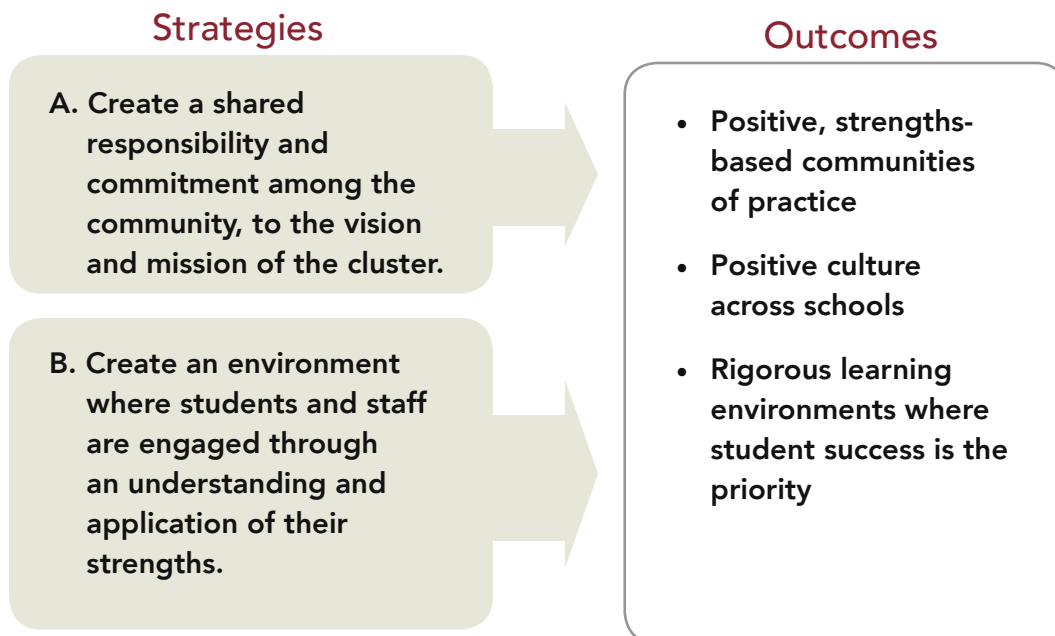 Strategies
A. Create a shared
responsibility and
commitment among the
community, to the vision
and mission of the cluster.
B. Create an environment
where students and staff
are engaged through
an understanding and
application of their
strengths.
Outcomes
• Positive, strengths-
based communities
of practice
• Positive culture
across schools
• Rigorous learning
environments where
student success is the
priority